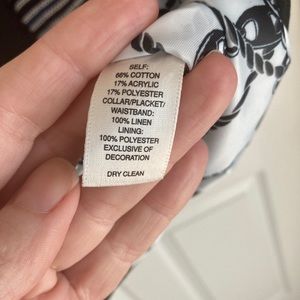 SELF:
66% COTTON
17% ACRYLIC
17% POLYESTER
COLLAR/PLACKET/
WAISTBAND:
100% LINEN
LINING:
100% POLYESTER
EXCLUSIVE OF
DECORATION
DRY CLEAN